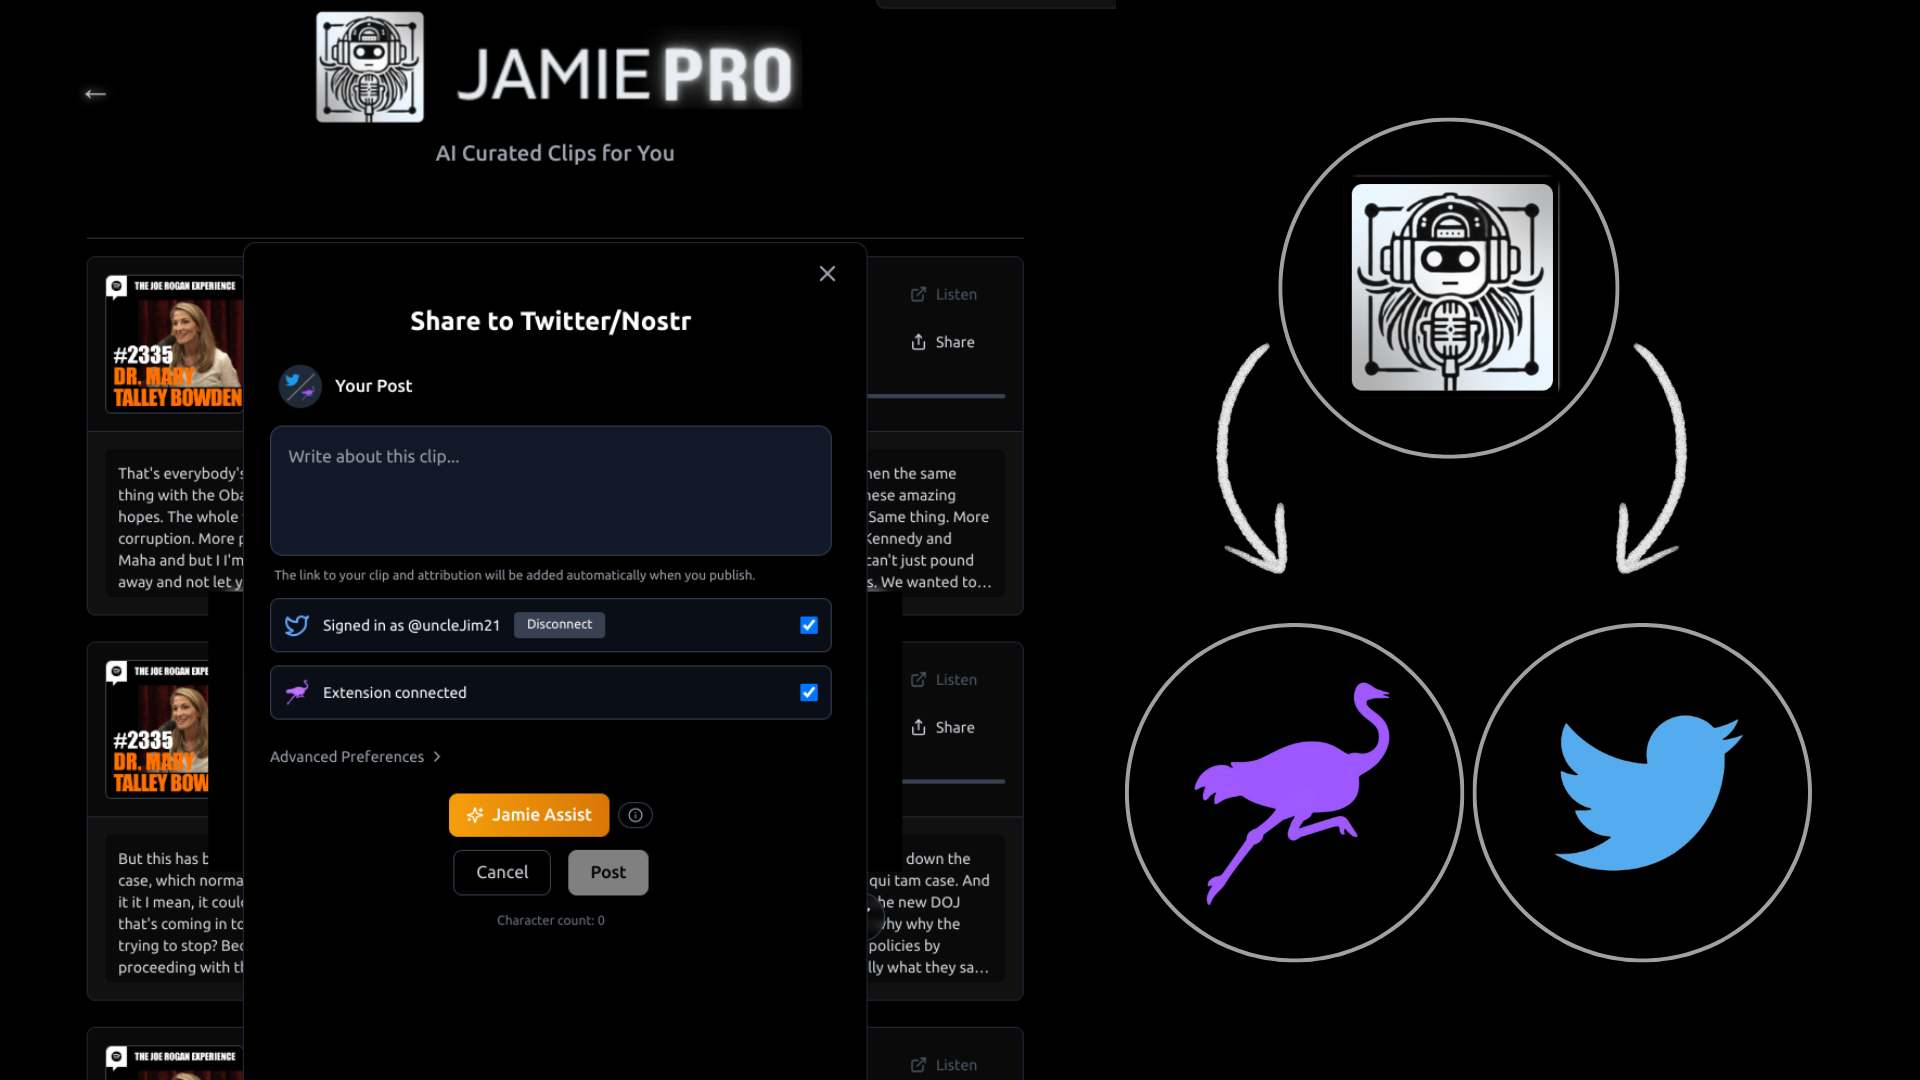 JAMIE PRO
AI Curated Clips for You
THE JOE ROGAN EXPERIENCE
#2335
DR. MARY
TALLEY BOWDEN
Listen
Share
That's everybody's
thing with the Oba
hopes. The whole
corruption. More p
Maha and but I I'm
away and not let y
hen the same
hese amazing
Same thing. More
Kennedy and
can't just pound
s. We wanted to...
Share to Twitter/Nostr
Your Post
Write about this clip...
The link to your clip and attribution will be added automatically when you publish.
Signed in as @uncleJim21
Disconnect
Extension connected
Advanced Preferences
Jamie Assist
Cancel
Post
Character count: 0
THE JOE ROGAN EXPE
#2335
DR. MARY
TALLEY BOW
Listen
Share
But this has b
case, which norma
it it I mean, it coul
that's coming in to
trying to stop? Bec
proceeding with th
down the
qui tam case. And
he new DOJ
why why the
policies by
lly what they sa...
THE JOE ROGAN EXPERIENCE
Listen